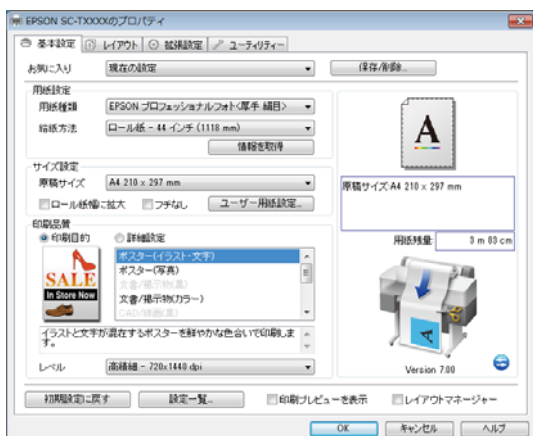 EPSON SC-TXXXXのプロパティ
基本設定 レイアウト 拡張設定 ユーティリティー
お気に入り 現在の設定 保存/削除...
用紙設定
用紙種類 EPSON プロフェッショナルフォト<厚手 絹目>
給紙方法 ロール紙 - 44 インチ (1118 mm)
情報を取得
サイズ設定
原稿サイズ A4 210 x 297 mm
ロール紙幅に拡大 フチなし ユーザー用紙設定...
印刷品質
印刷目的 詳細設定
SALE
In Store Now
ポスター(イラスト・文字)
ポスター(写真)
文書/掲示物(黒)
文書/掲示物(カラー)
CAD/線画(黒)
イラストと文字が混在するポスターを鮮やかな色合いで印刷しま
す。
レベル 高精細 - 720x1440 dpi
A
原稿サイズ:A4 210 x 297 mm
用紙残量 3 m 83 cm
A
Version 7.00
初期設定に戻す 設定一覧... 印刷プレビューを表示 レイアウトマネージャー
OK キャンセル ヘルプ